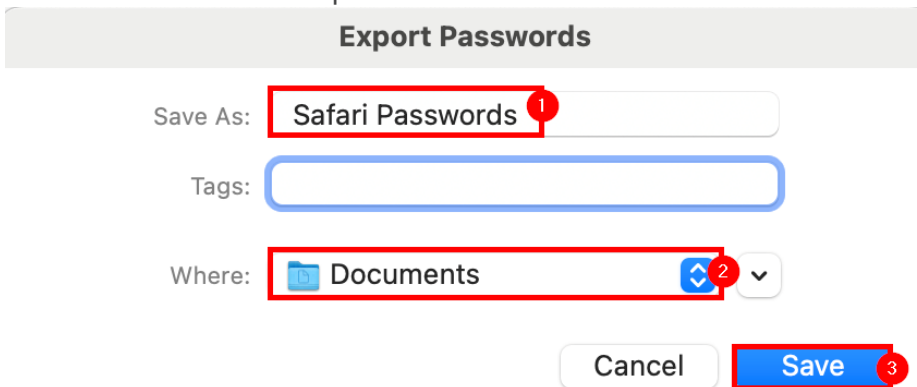 Export Passwords
Save As: Safari Passwords 1
Tags:
Where: Documents 2
Cancel Save 3